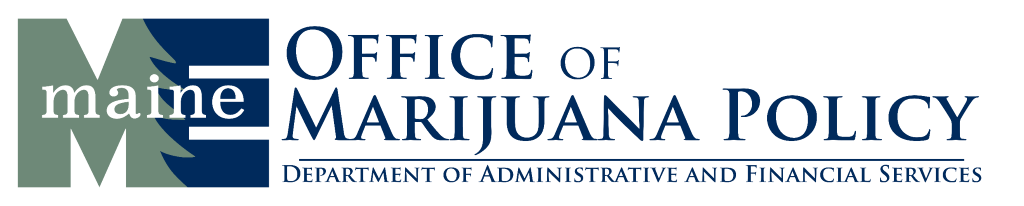 maine
OFFICE OF
MARIJUANA POLICY
DEPARTMENT OF ADMINISTRATIVE AND FINANCIAL SERVICES